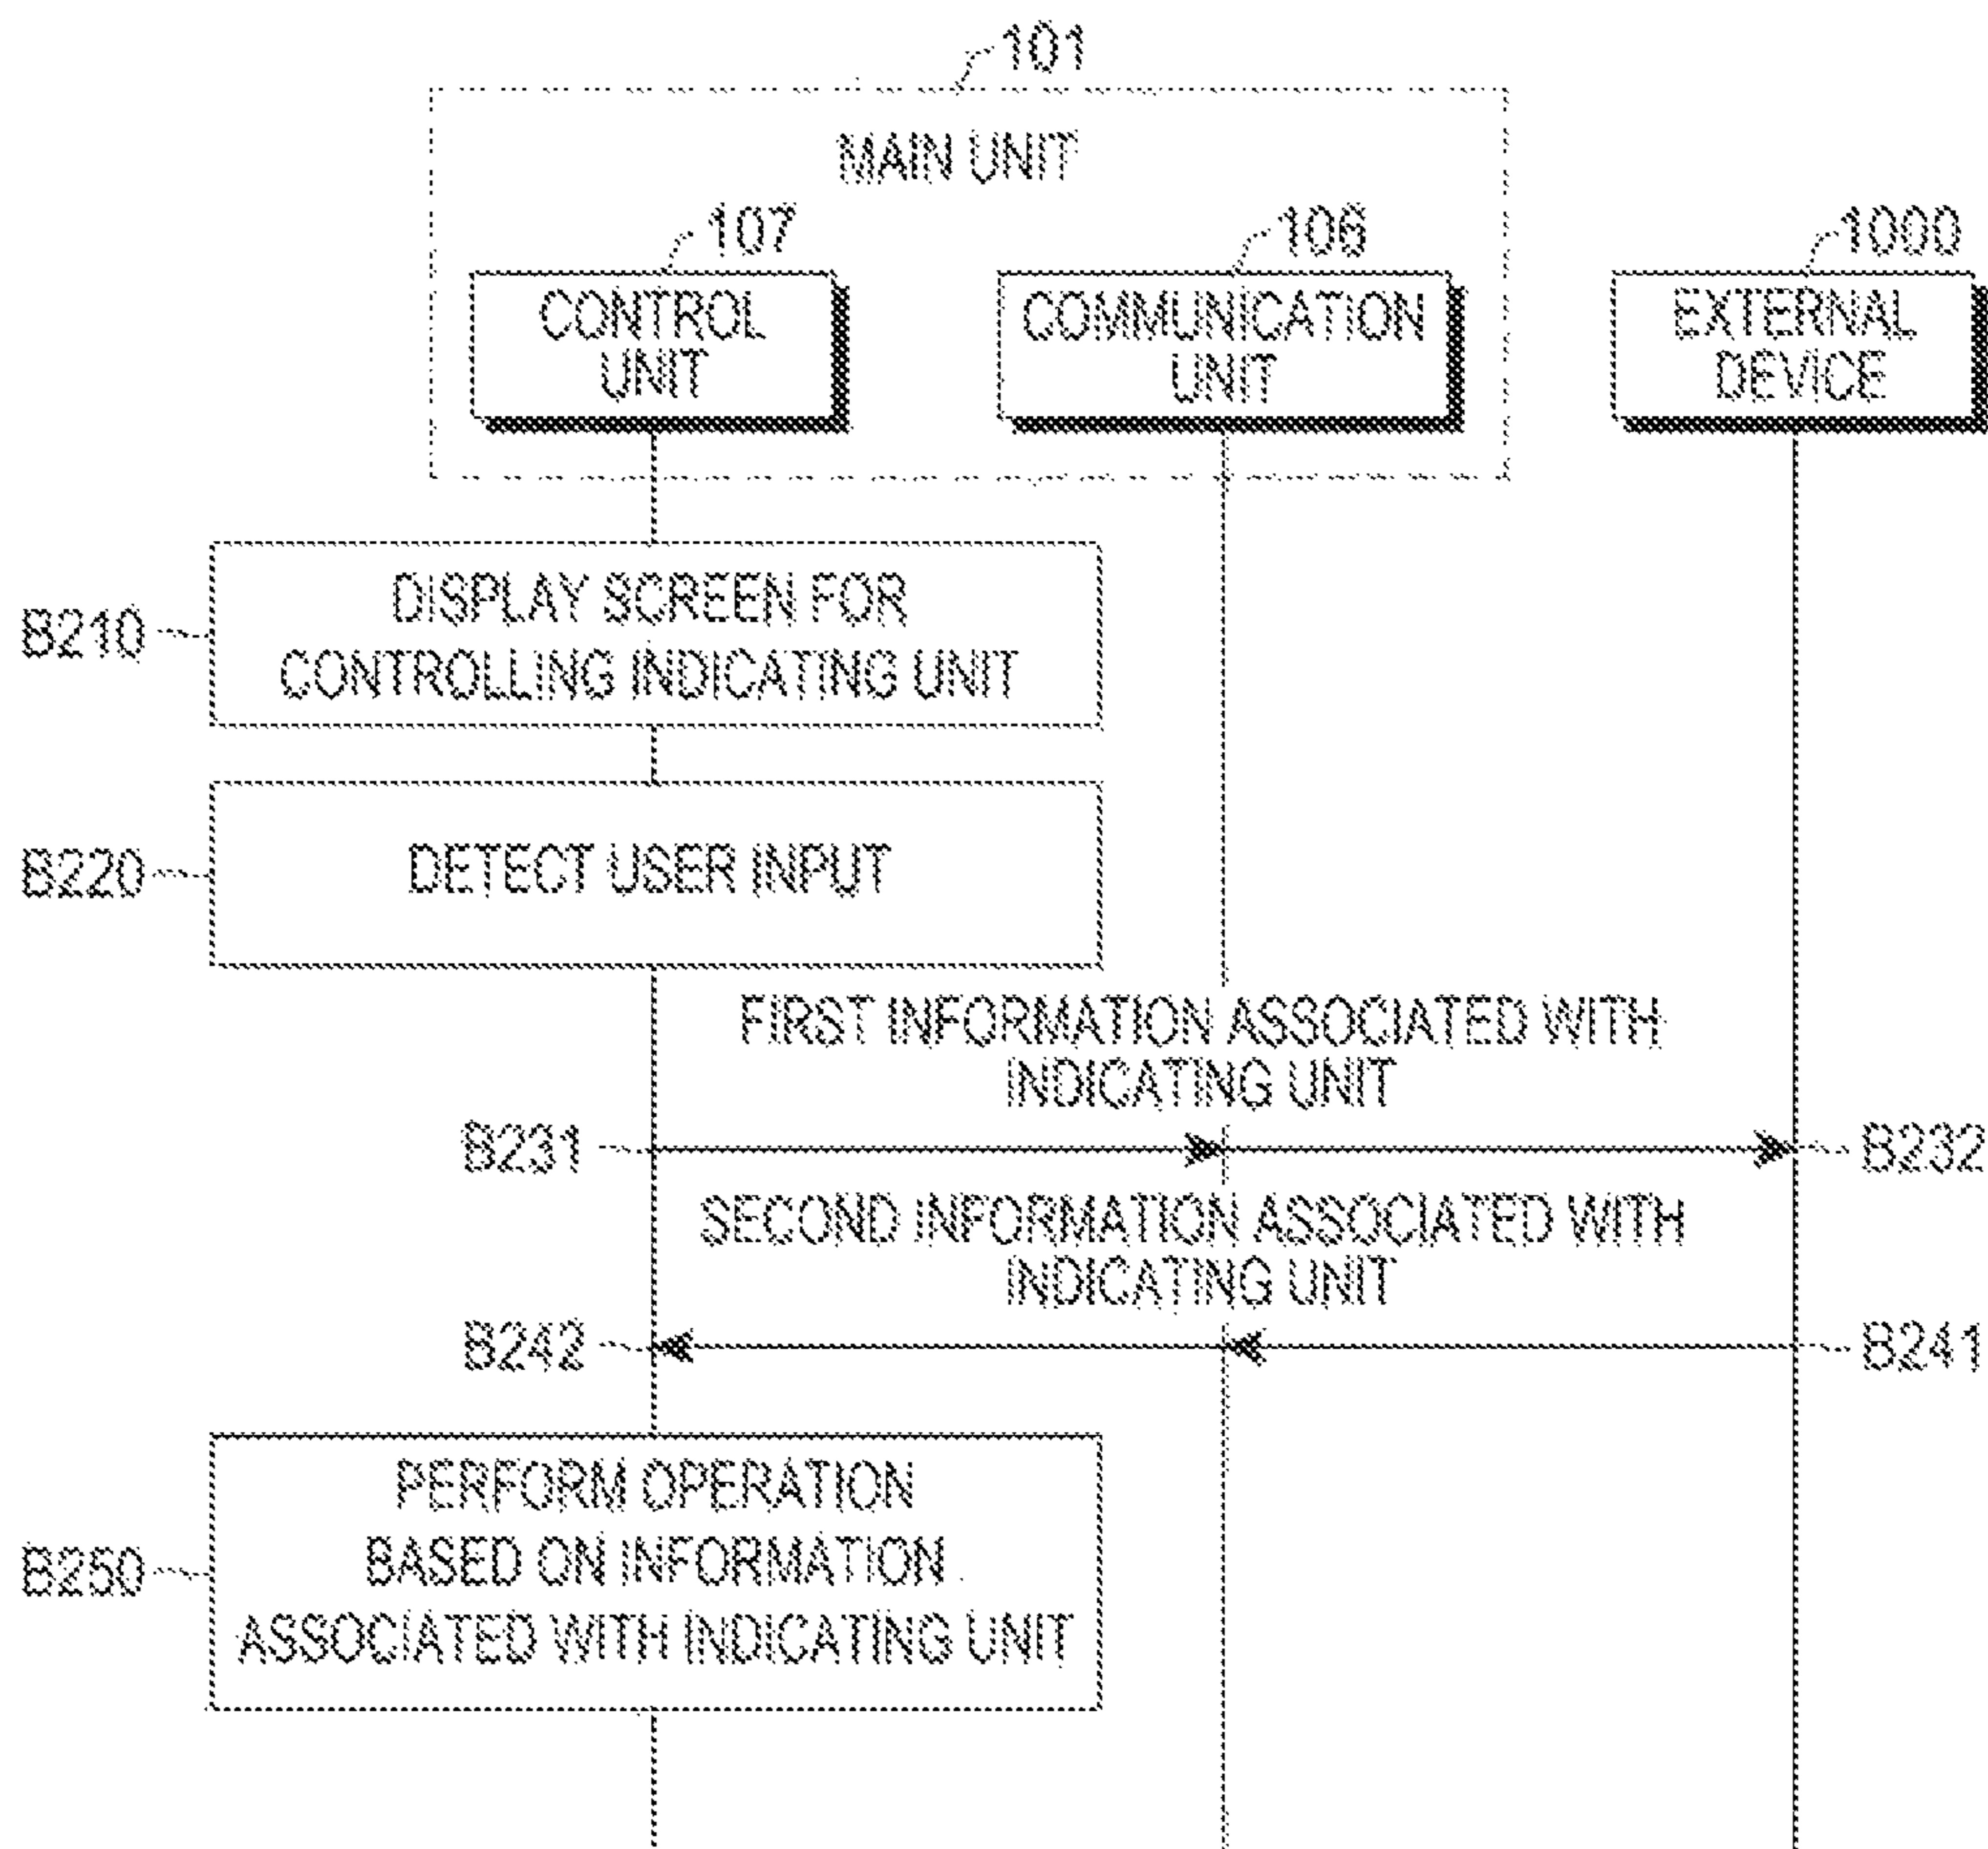 101
MAIN UNIT
107
106
1000
CONTROL
UNIT
COMMUNICATION
UNIT
EXTERNAL
DEVICE
B210
DISPLAY SCREEN FOR
CONTROLLING INDICATING UNIT
B220
DETECT USER INPUT
FIRST INFORMATION ASSOCIATED WITH
INDICATING UNIT
B231
B232
SECOND INFORMATION ASSOCIATED WITH
INDICATING UNIT
B242
B241
B250
PERFORM OPERATION
BASED ON INFORMATION
ASSOCIATED WITH INDICATING UNIT